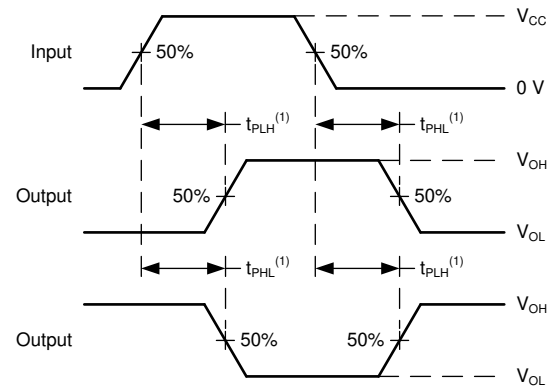 V_CC
Input 50% 50%
0 V
t_PLH^(1) t_PHL^(1)
V_OH
Output 50% 50%
V_OL
t_PHL^(1) t_PLH^(1)
V_OH
Output 50% 50%
V_OL